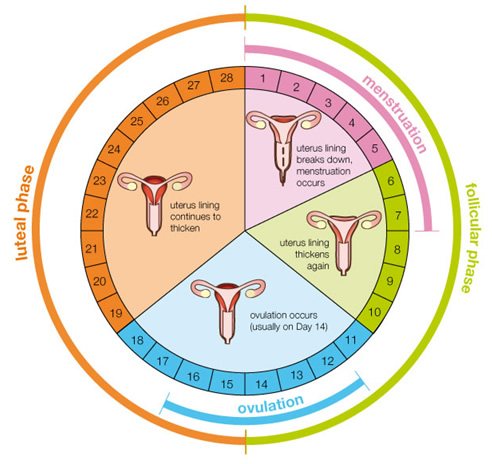 1
2
3
4
5
6
7
8
9
10
11
12
13
14
15
16
17
18
19
20
21
22
23
24
25
26
27
28
menstruation
follicular phase
ovulation
luteal phase
uterus lining
breaks down,
menstruation
occurs
uterus lining
thickens
again
ovulation occurs
(usually on Day 14)
uterus lining
continues to
thicken